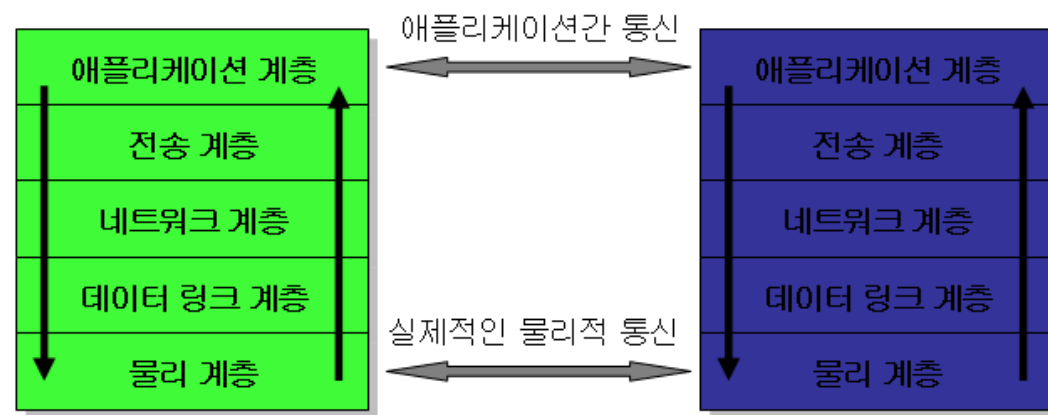 애플리케이션간 통신
애플리케이션 계층
전송 계층
네트워크 계층
데이터 링크 계층
물리 계층
애플리케이션 계층
전송 계층
네트워크 계층
데이터 링크 계층
물리 계층
실제적인 물리적 통신